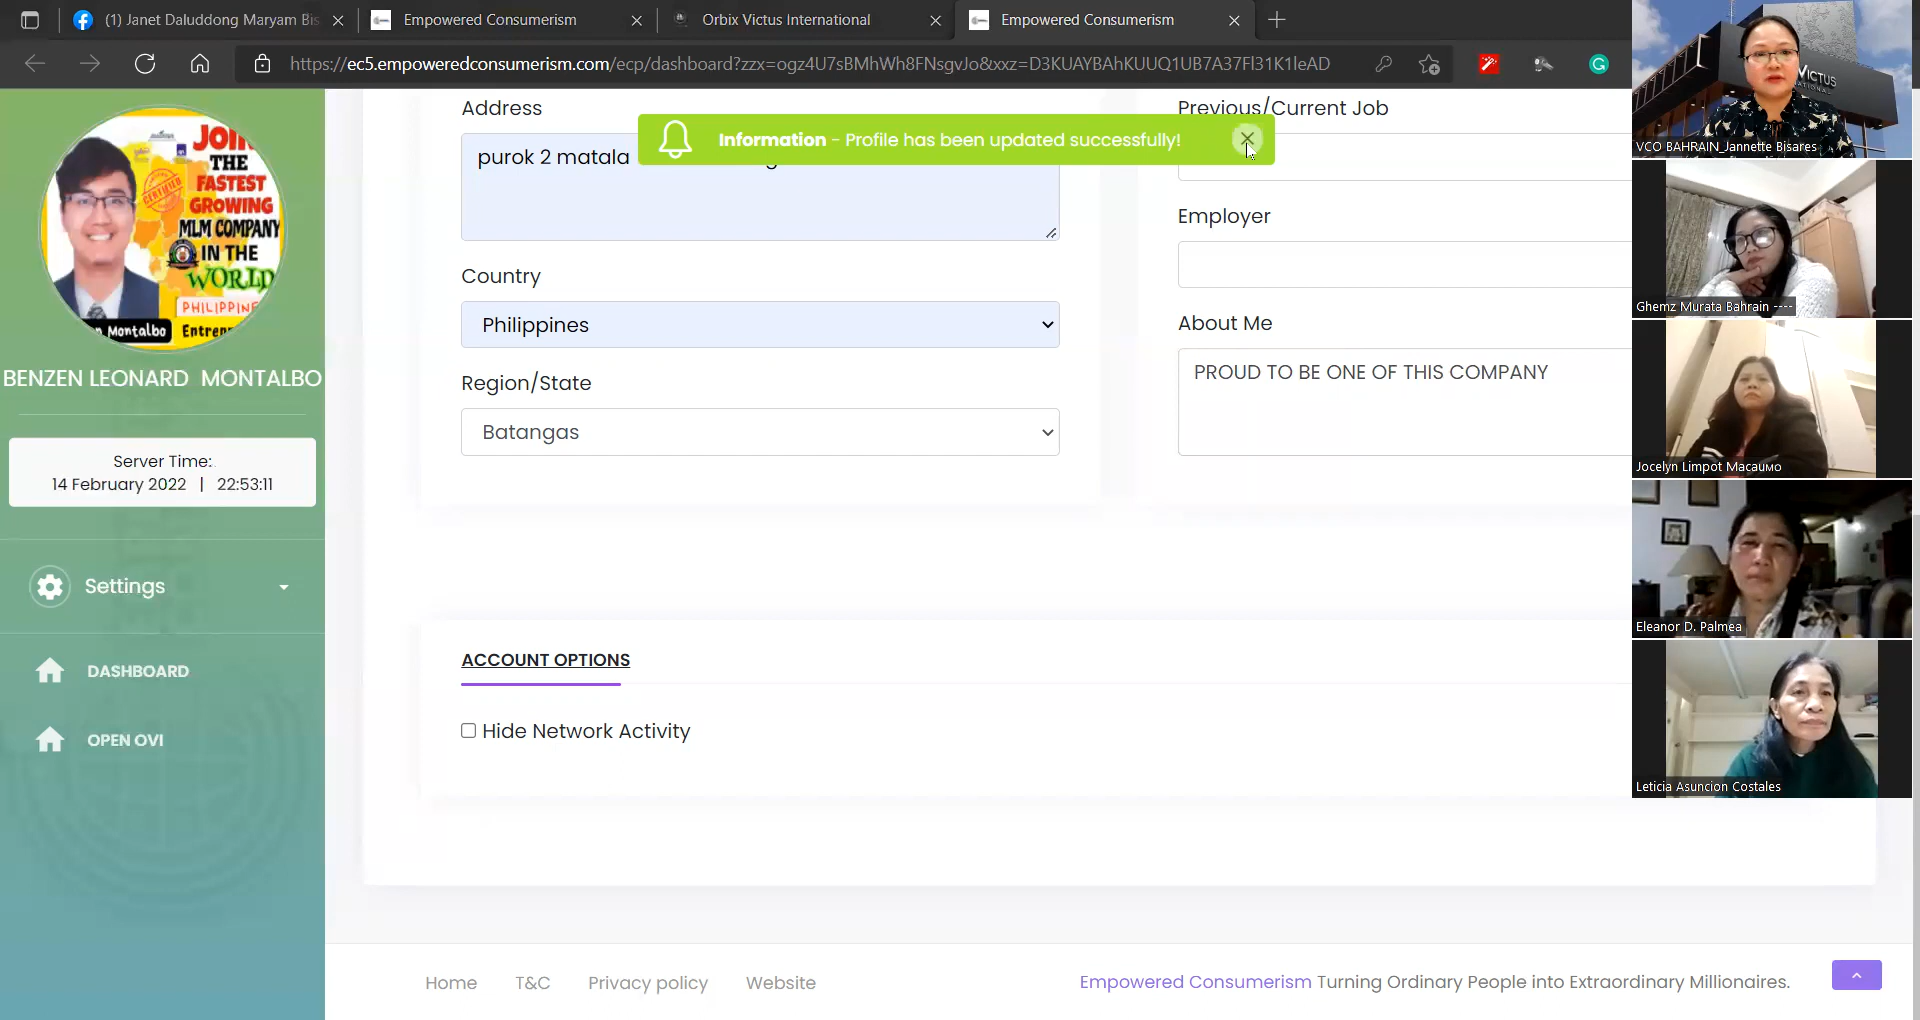 (1) Janet Daluddong Maryam Bis
Empowered Consumerism
Orbix Victus International
Empowered Consumerism
https://ec5.empoweredconsumerism.com/ecp/dashboard?zzx=ogz4U7sBMhWh8FNsgvJo&xxz=D3KUAYBAhKUUQ1UB7A37Fl31K1leAD
JOIN
THE
FASTEST
GROWING
MLM COMPANY
IN THE
WORLD
PHILIPPINE
CERTIFIED
n Montalbo
Entrepr
BENZEN LEONARD MONTALBO
Server Time:
14 February 2022 | 22:53:11
Settings
DASHBOARD
OPEN OVI
Address
purok 2 matala
Information - Profile has been updated successfully!
Country
Philippines
Region/State
Batangas
Previous/Current Job
Employer
About Me
PROUD TO BE ONE OF THIS COMPANY
ACCOUNT OPTIONS
Hide Network Activity
Home
T&C
Privacy policy
Website
Empowered Consumerism Turning Ordinary People into Extraordinary Millionaires.
VICTUS
VCO BAHRAIN_Jannette Bisares
Ghemz Murata Bahrain ----
Jocelyn Limpot Macaumo
Eleanor D. Palmea
Leticia Asuncion Costales